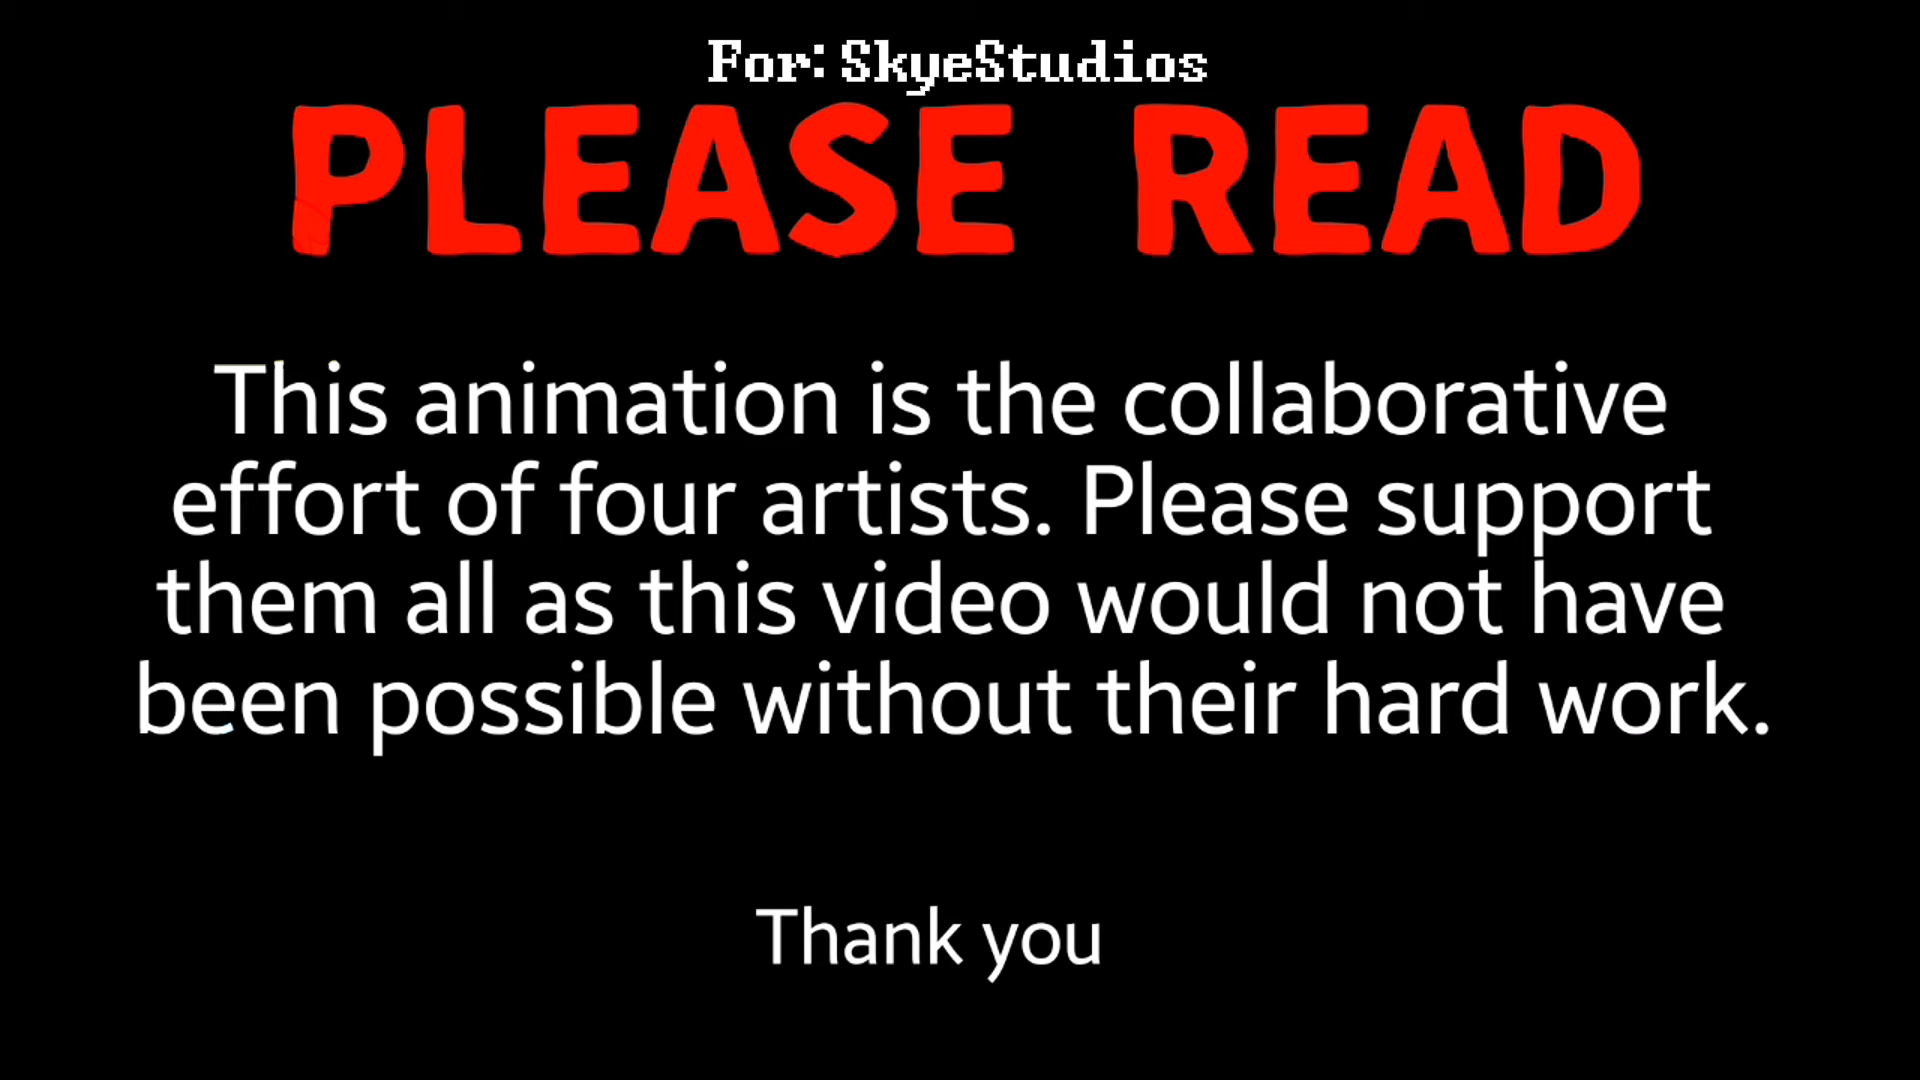 For: SkyeStudios
PLEASE READ
This animation is the collaborative
effort of four artists. Please support
them all as this video would not have
been possible without their hard work.
Thank you